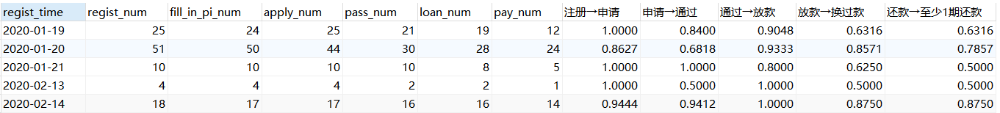 regist_time regist_num fill_in_pi_num apply_num pass_num loan_num pay_num 注册→申请 申请→通过 通过→放款 放款→换过款 还款→至少1期还款
2020-01-19 25 24 25 21 19 12 1.0000 0.8400 0.9048 0.6316 0.6316
2020-01-20 51 50 44 30 28 24 0.8627 0.6818 0.9333 0.8571 0.7857
2020-01-21 10 10 10 10 8 5 1.0000 1.0000 0.8000 0.6250 0.5000
2020-02-13 4 4 4 2 2 1 1.0000 0.5000 1.0000 0.5000 0.5000
2020-02-14 18 17 17 16 16 14 0.9444 0.9412 1.0000 0.8750 0.8750